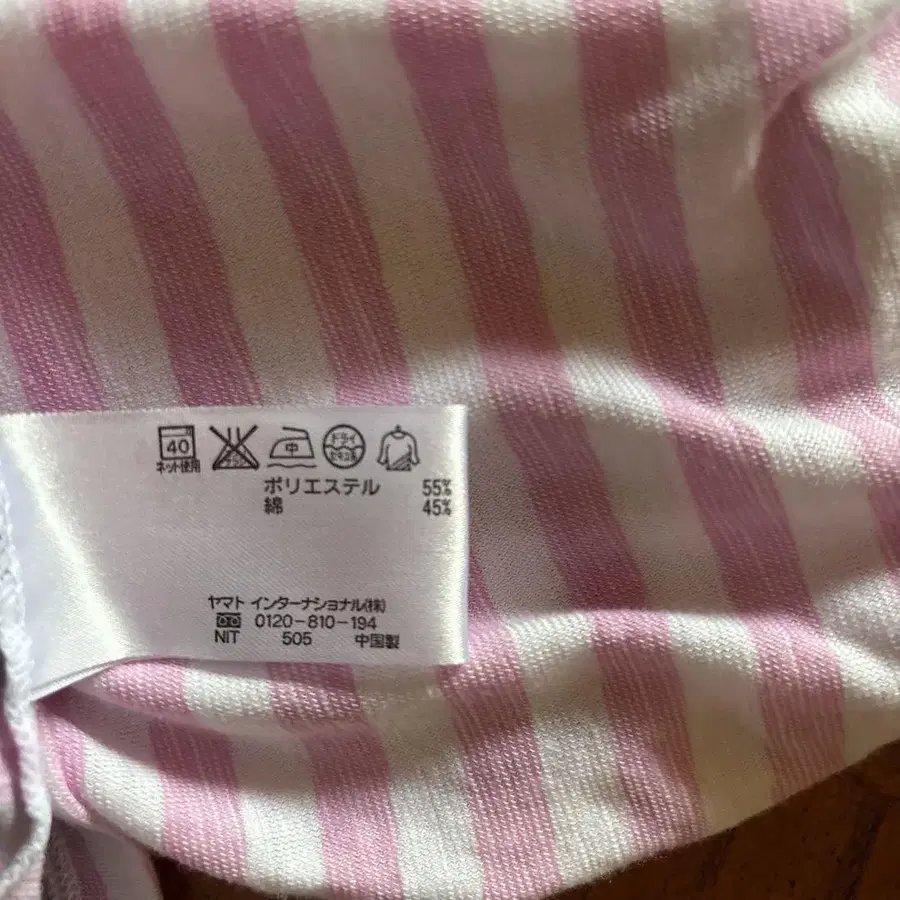 40 中 ドライ セキユ系
ネット使用
ポリエステル 55%
綿 45%
ヤマト インターナショナル(株)
0120-810-194
NIT 505 中国製